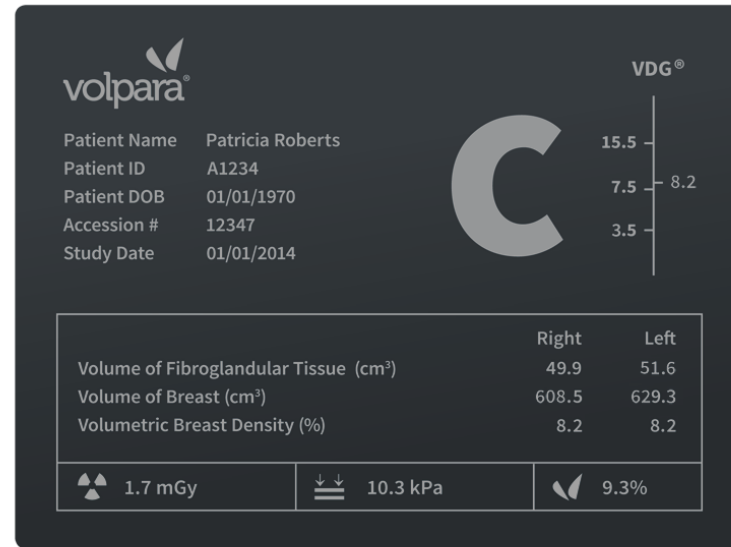 volpara®
VDG®
Patient Name Patricia Roberts
Patient ID A1234
Patient DOB 01/01/1970
Accession # 12347
Study Date 01/01/2014
C
15.5
7.5
8.2
3.5
Right Left
Volume of Fibroglandular Tissue (cm³) 49.9 51.6
Volume of Breast (cm³) 608.5 629.3
Volumetric Breast Density (%) 8.2 8.2
1.7 mGy 10.3 kPa 9.3%